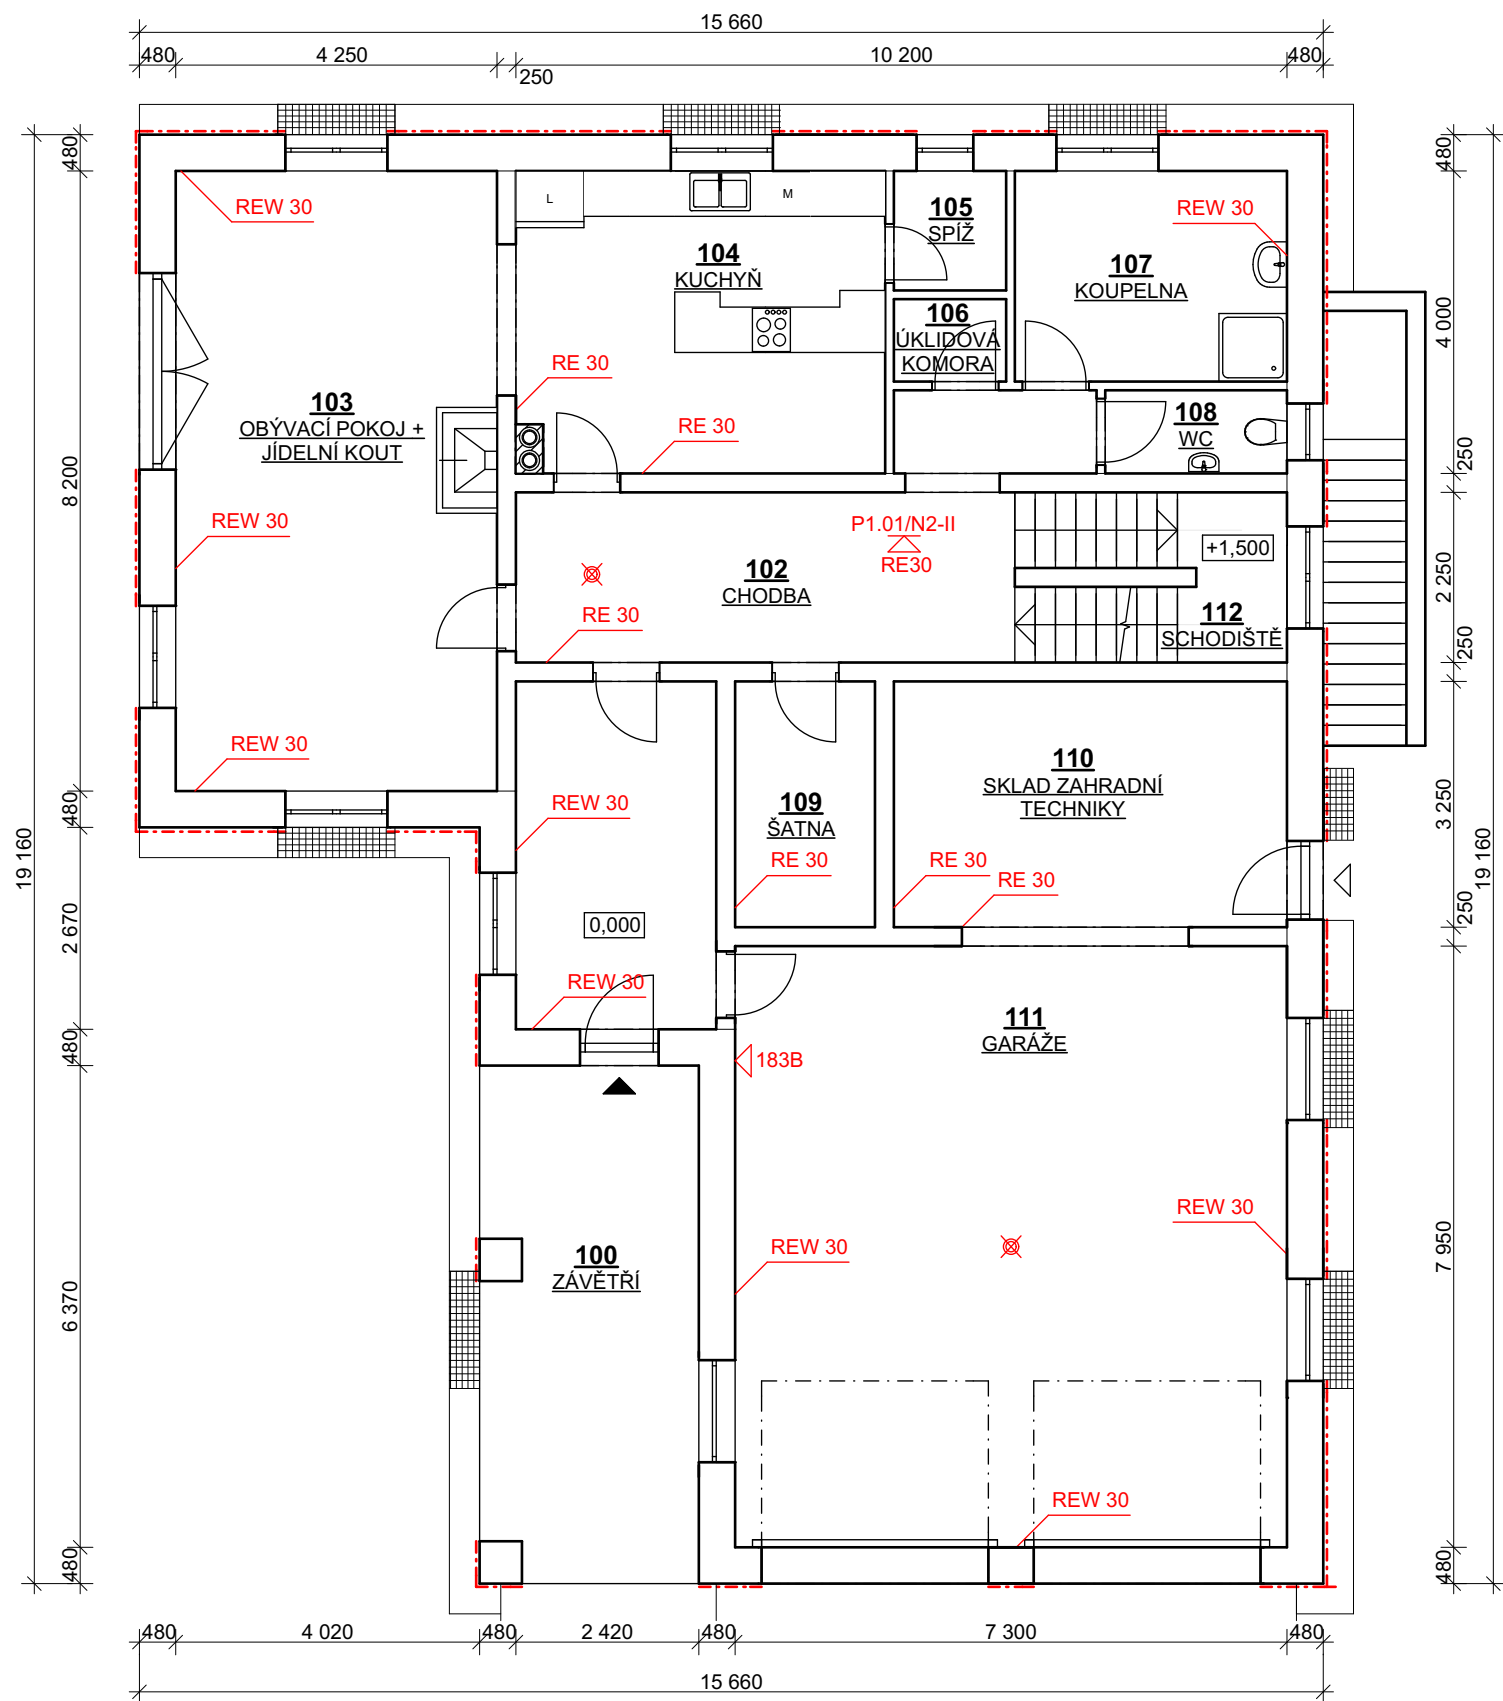 15 660
480
4 250
250
10 200
480
480
8 200
480
2 670
480
6 370
480
19 160
480
4 000
250
2 250
250
3 250
250
7 950
480
19 160
REW 30
L
M
104
KUCHYŇ
105
SPÍŽ
REW 30
107
KOUPELNA
106
ÚKLIDOVÁ
KOMORA
RE 30
103
OBÝVACÍ POKOJ +
JÍDELNÍ KOUT
RE 30
108
WC
REW 30
P1.01/N2-II
RE30
+1,500
102
CHODBA
RE 30
112
SCHODIŠTĚ
REW 30
REW 30
109
ŠATNA
RE 30
110
SKLAD ZAHRADNÍ
TECHNIKY
RE 30
RE 30
0,000
REW 30
111
GARÁŽE
183B
100
ZÁVĚTŘÍ
REW 30
REW 30
REW 30
480
4 020
480
2 420
480
7 300
480
15 660